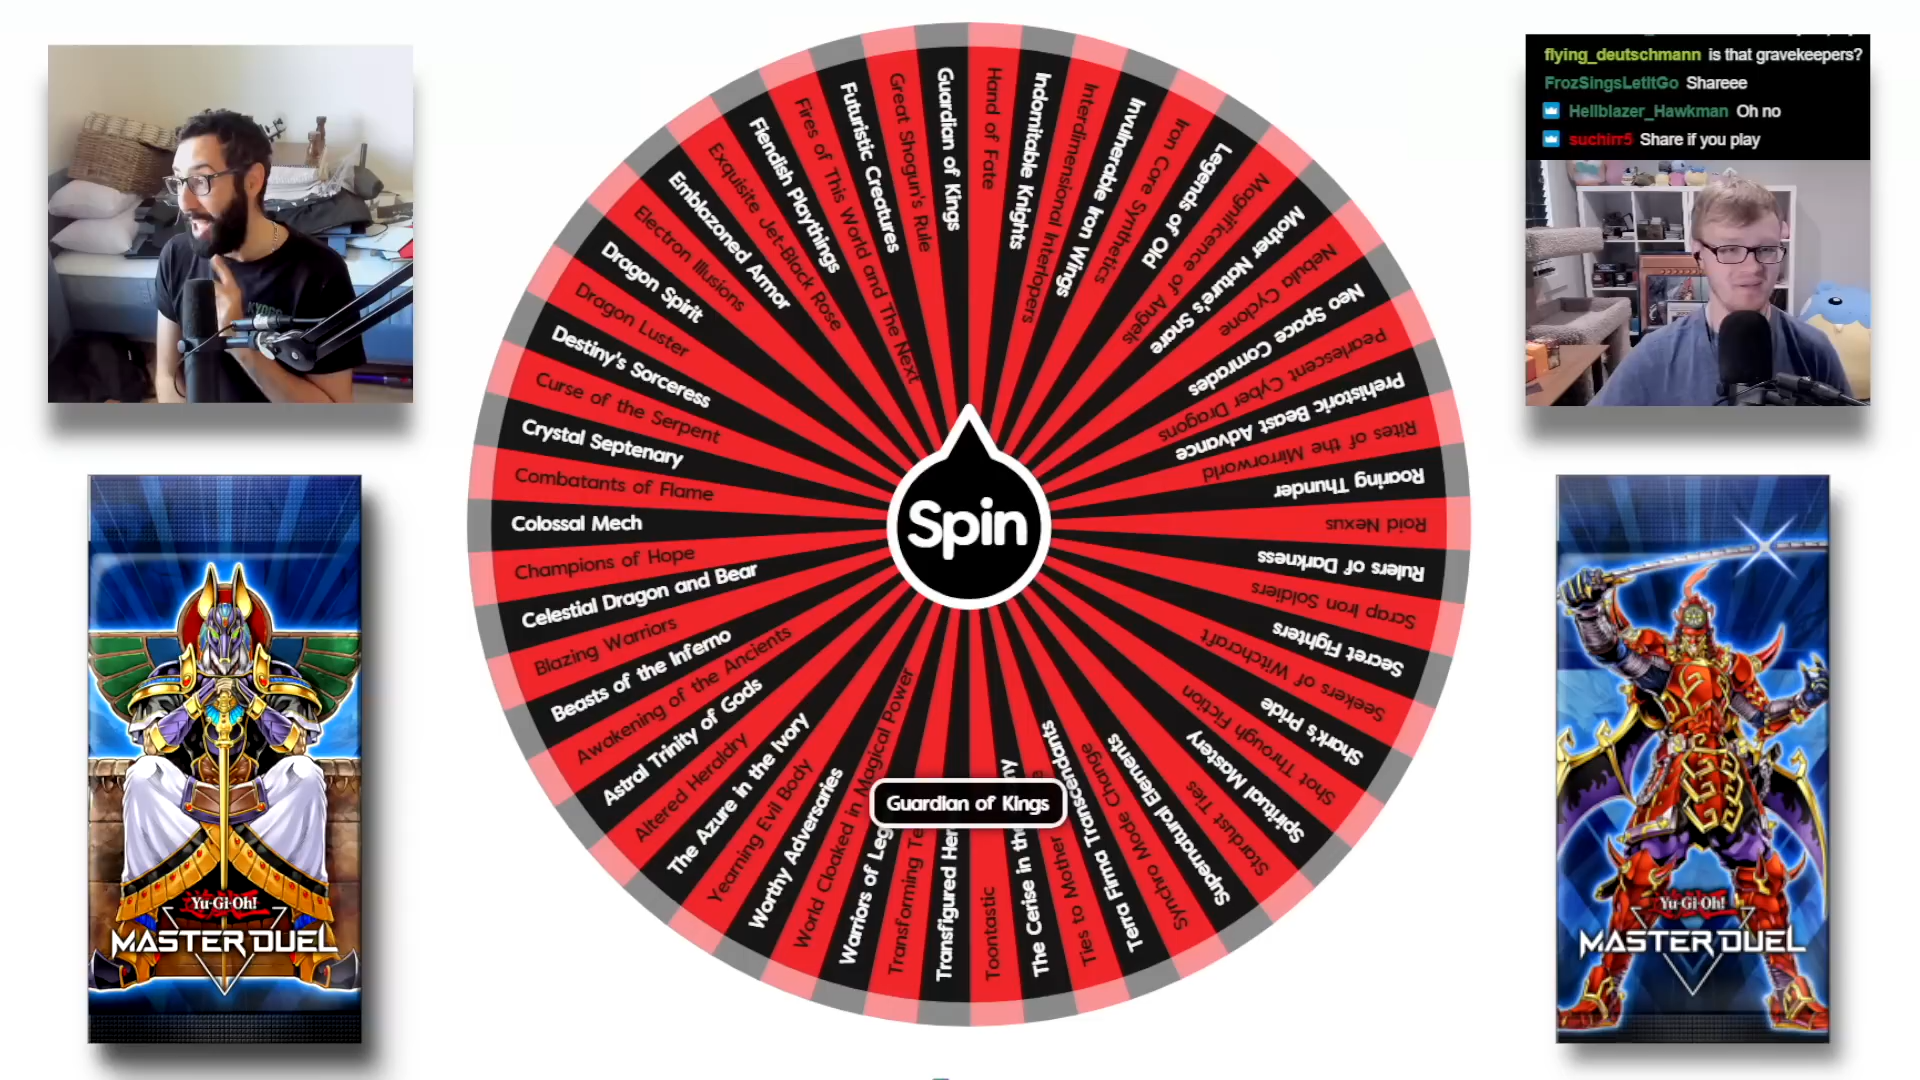 flying_deutschmann is that gravekeepers?
FrozSingsLetItGo Shareee
Hellblazer_Hawkman Oh no
suchirr5 Share if you play
Hand of Fate
Indomitable Knights
Interdimensional Interlopers
Invulnerable Iron Wings
Iron Core Synthetics
Legends of Old
Magnificence of Angels
Mother Nature's Snare
Nebula Cyclone
Neo Space Comrades
Pearlescent Cyber Dragons
Prehistoric Beast Advance
Rites of the Mirrorworld
Roaring Thunder
Roid Nexus
Rulers of Darkness
Scrap Iron Soldiers
Secret Fighters
Seekers of Witchcraft
Shark's Pride
Shot Through Fiction
Spiritual Mastery
Stardust Ties
Supernatural Elements
Synchro Mode Change
Terra Firma Transcendants
Ties to Mother
The Cerise in the
Toontastic
Transfigured Her
Transforming Te
Warriors of Leg
World Cloaked in Magical Power
Worthy Adversaries
Yearning Evil Body
The Azure in the Ivory
Altered Heraldry
Astral Trinity of Gods
Awakening of the Ancients
Beasts of the Inferno
Blazing Warriors
Celestial Dragon and Bear
Champions of Hope
Colossal Mech
Combatants of Flame
Crystal Septenary
Curse of the Serpent
Destiny's Sorceress
Dragon Luster
Dragon Spirit
Electron Illusions
Emblazoned Armor
Exquisite Jet-Black Rose
Fiendish Playthings
Fires of This World and The Next
Futuristic Creatures
Great Shogun's Rule
Guardian of Kings
Spin
Guardian of Kings
KYOGO
Yu-Gi-Oh!
MASTER DUEL
Yu-Gi-Oh!
MASTER DUEL